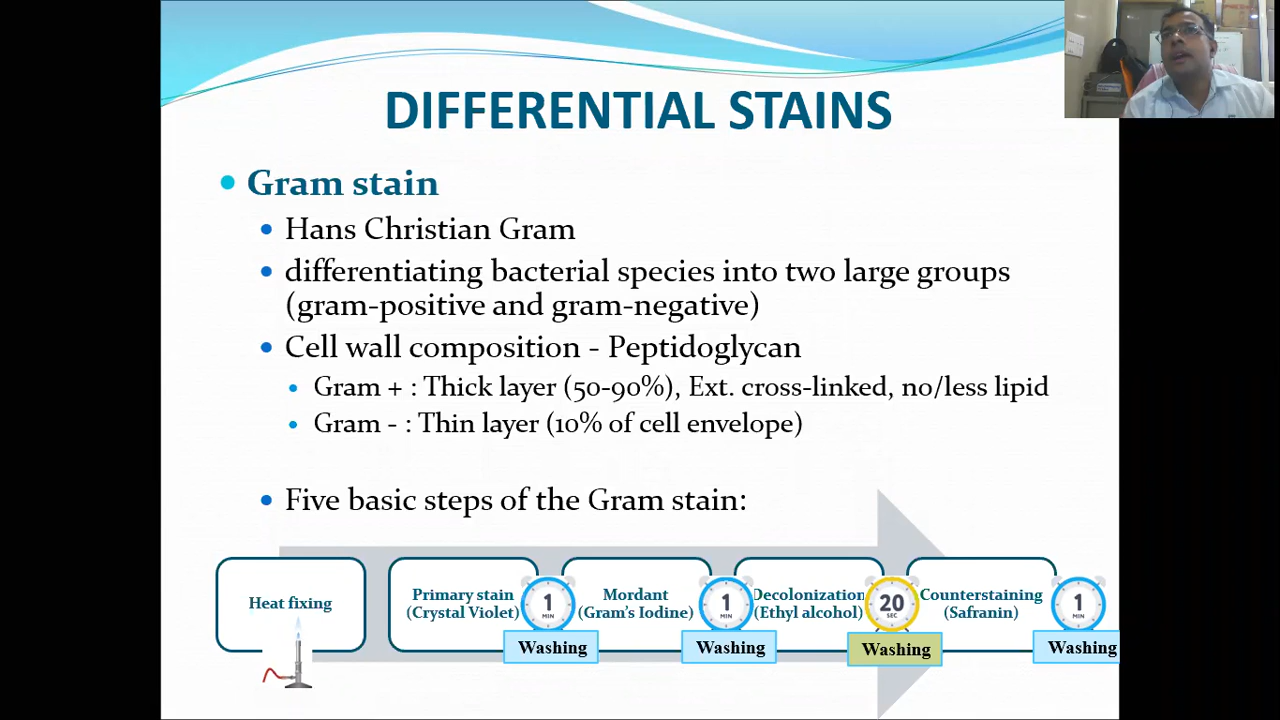 DIFFERENTIAL STAINS
Gram stain
Hans Christian Gram
differentiating bacterial species into two large groups
(gram-positive and gram-negative)
Cell wall composition - Peptidoglycan
Gram + : Thick layer (50-90%), Ext. cross-linked, no/less lipid
Gram - : Thin layer (10% of cell envelope)
Five basic steps of the Gram stain:
Heat fixing
Primary stain
(Crystal Violet)
1
MIN
Washing
Mordant
(Gram's Iodine)
1
MIN
Washing
Decolonization
(Ethyl alcohol)
20
SEC
Washing
Counterstaining
(Safranin)
1
MIN
Washing